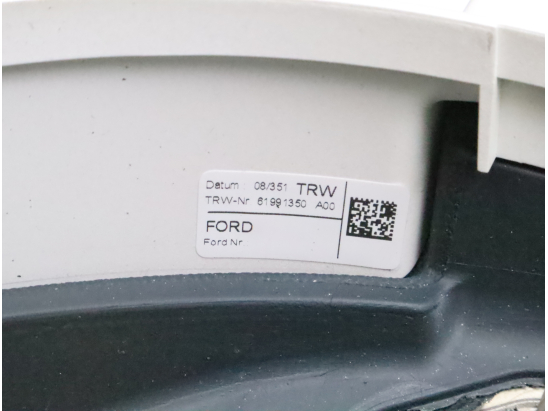 Datum 08/351 TRW
TRW-Nr 61991350 A00
FORD
Ford Nr